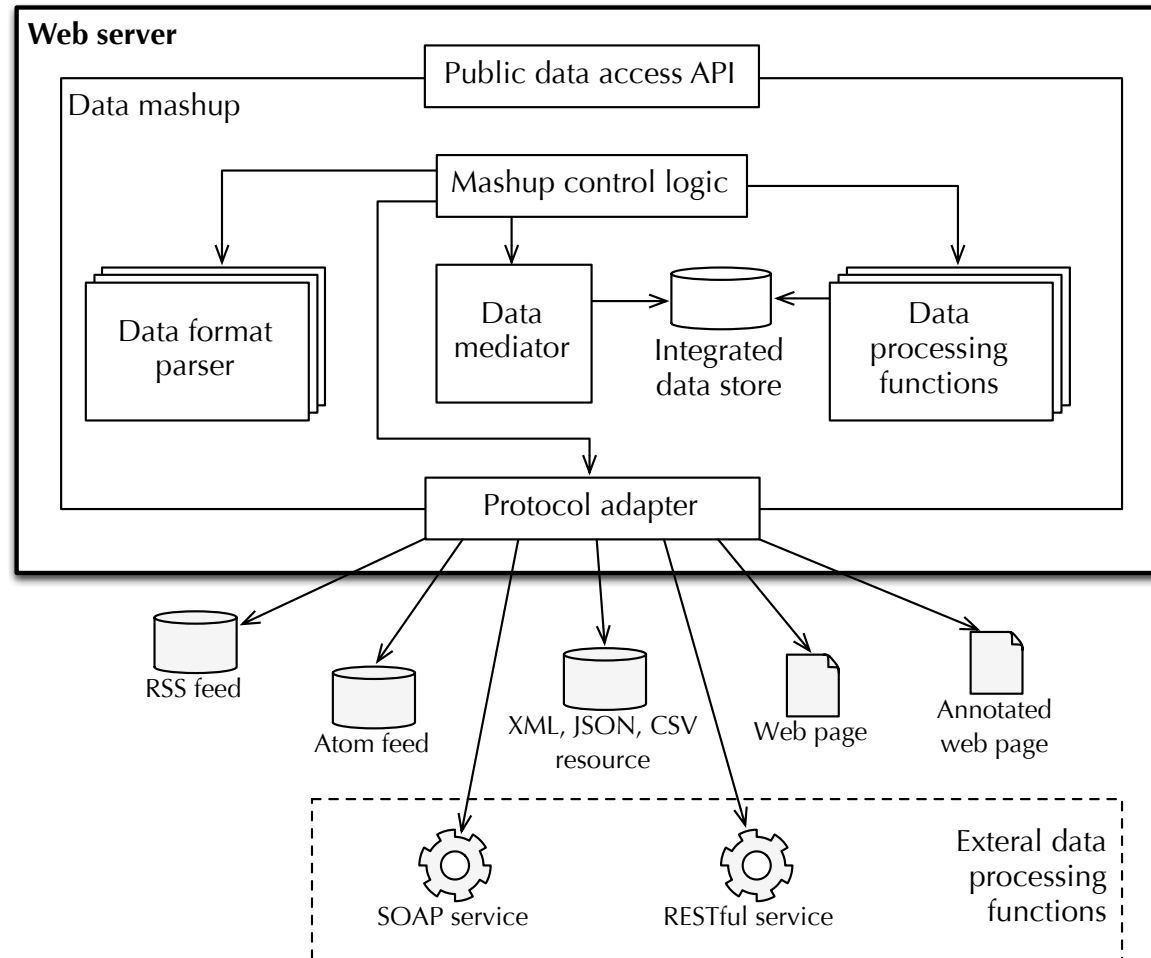 Web server
Public data access API
Data mashup
Mashup control logic
Data format
parser
Data
mediator
Integrated
data store
Data
processing
functions
Protocol adapter
RSS feed
Atom feed
XML, JSON, CSV
resource
Web page
Annotated
web page
SOAP service
RESTful service
Exteral data
processing
functions